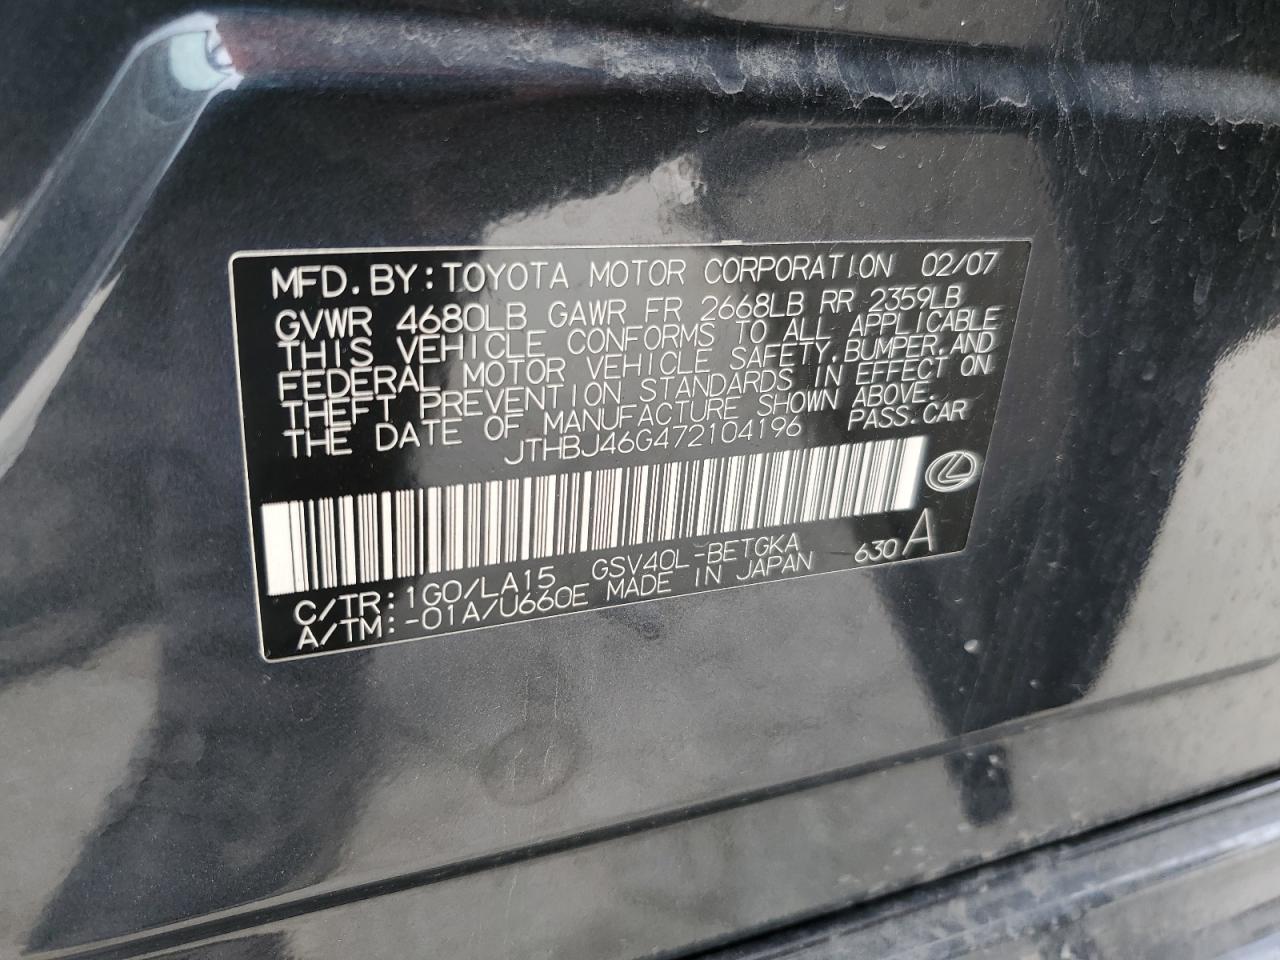 MFD. BY: TOYOTA MOTOR CORPORATION 02/07
GVWR 4680LB GAWR FR 2668LB RR 2359LB
THIS VEHICLE CONFORMS TO ALL APPLICABLE
FEDERAL MOTOR VEHICLE SAFETY, BUMPER, AND
THEFT PREVENTION STANDARDS IN EFFECT ON
THE DATE OF MANUFACTURE SHOWN ABOVE.
JTHBJ46G472104196 PASS. CAR
C/TR: 1G0/LA15 GSV40L-BETGKA 630 A
A/TM: -01A/U660E MADE IN JAPAN